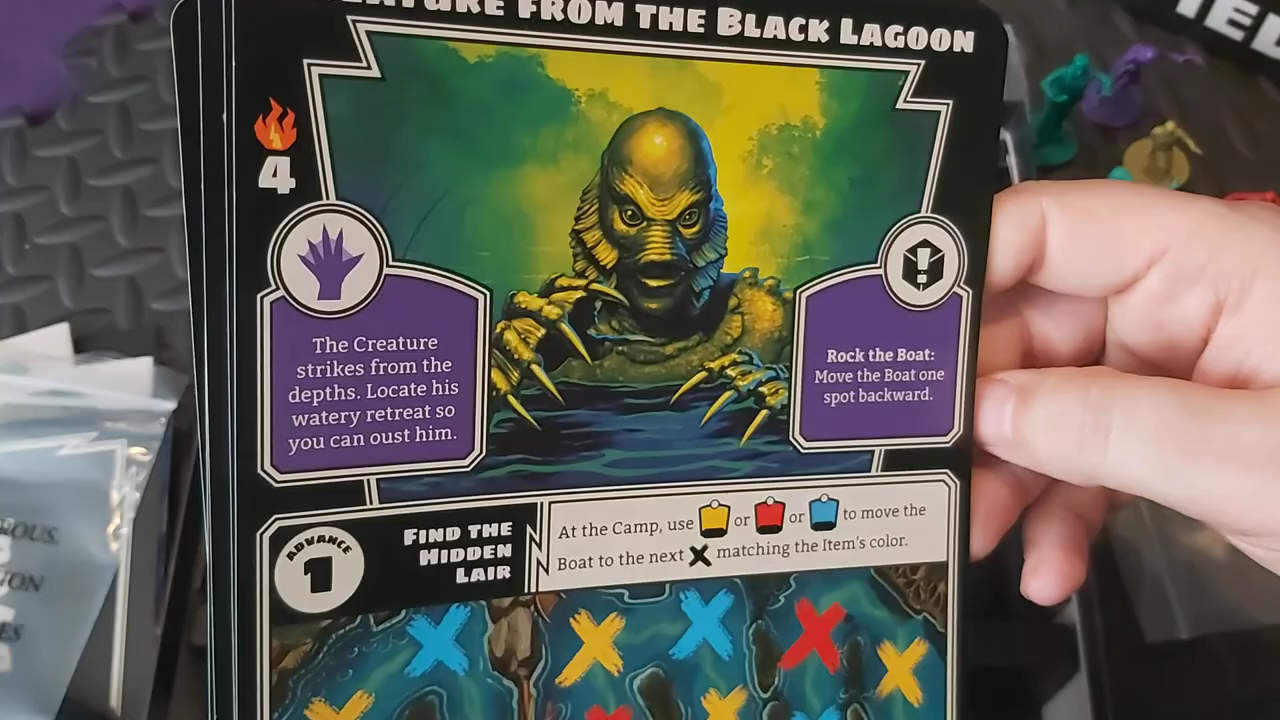 FROM THE BLACK LAGOON
4
The Creature
strikes from the
depths. Locate his
watery retreat so
you can oust him.
Rock the Boat:
Move the Boat one
spot backward.
ADVANCE
1
FIND THE
HIDDEN
LAIR
At the Camp, use or or to move the
Boat to the next matching the Item's color.